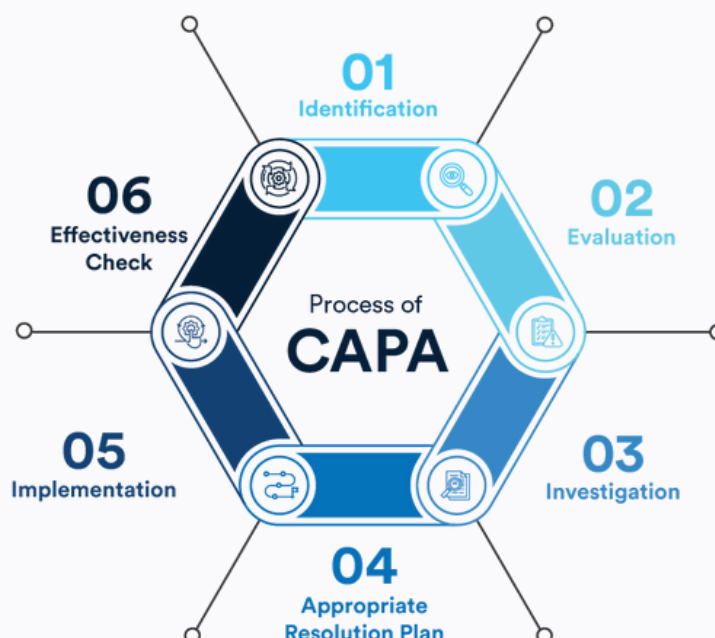 01
Identification
02
Evaluation
03
Investigation
04
Appropriate
Resolution Plan
05
Implementation
06
Effectiveness
Check
Process of
CAPA